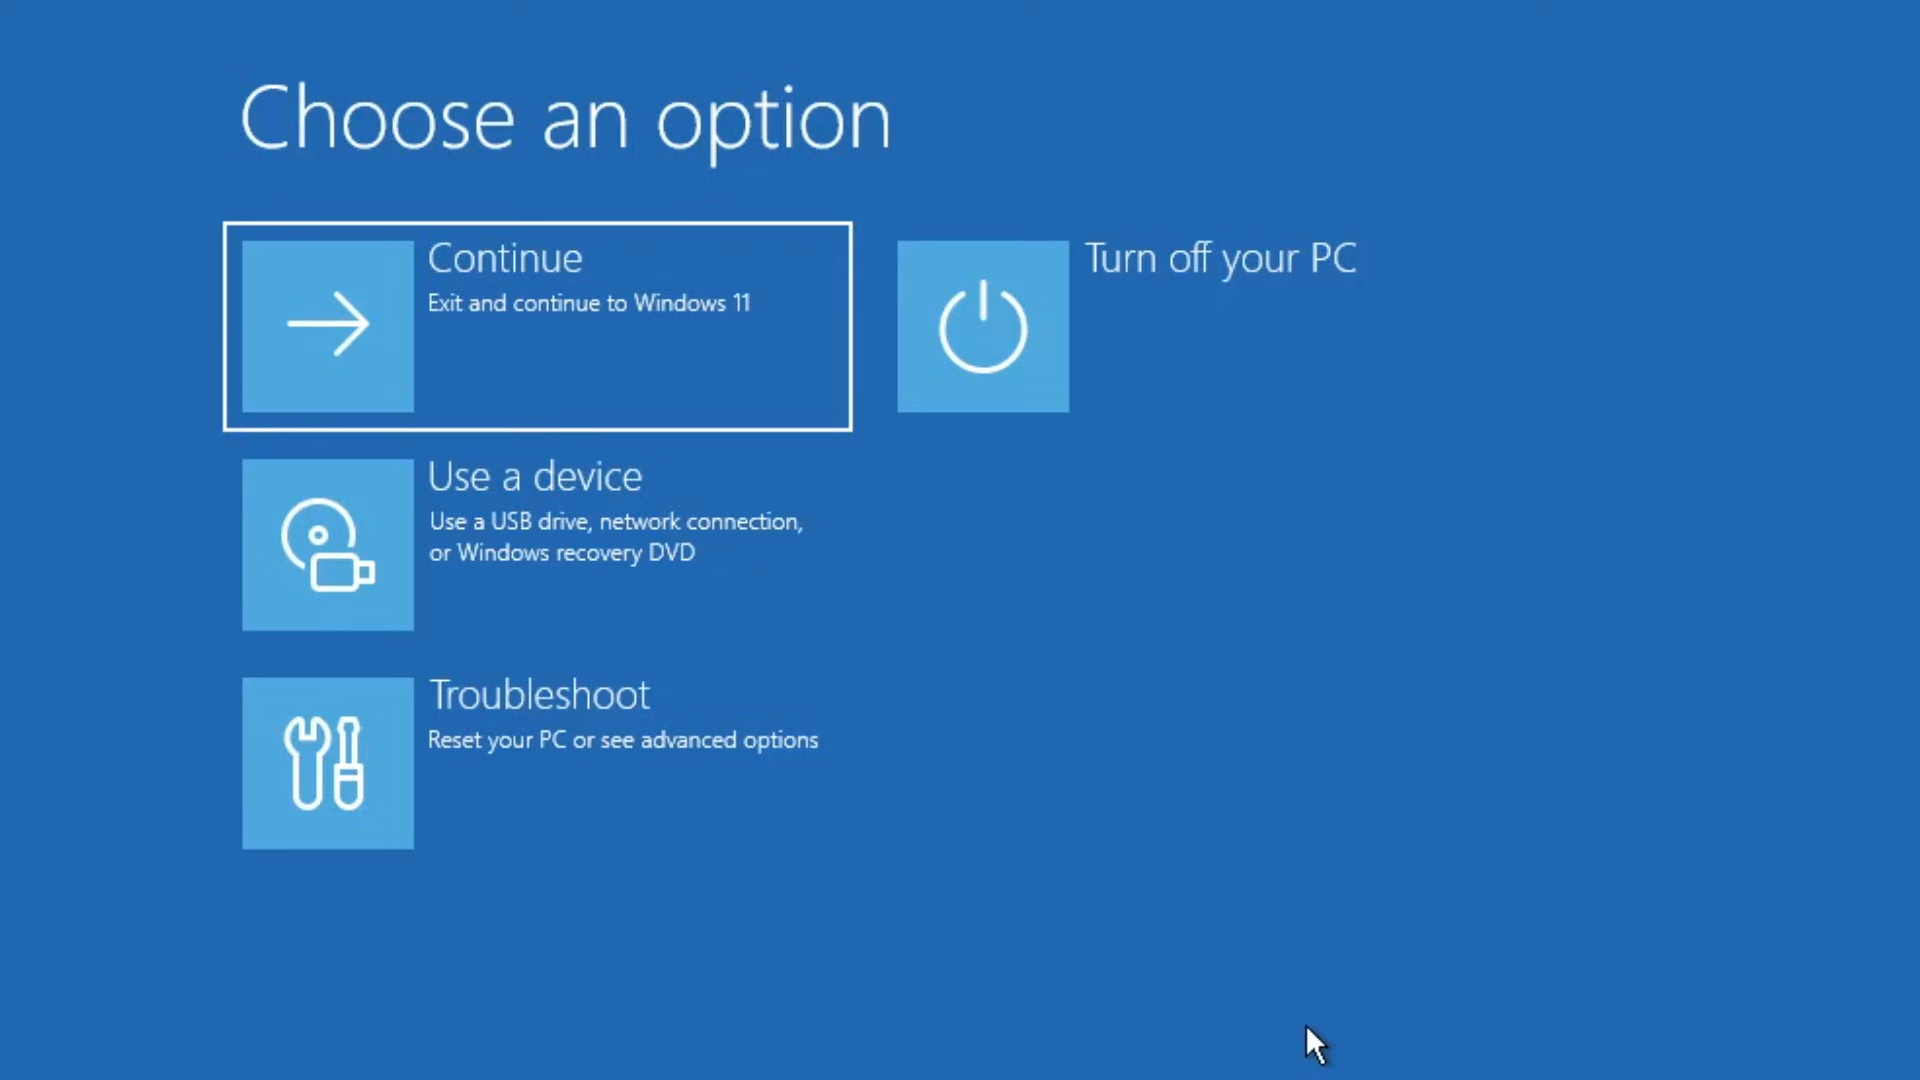 Choose an option
Continue
Exit and continue to Windows 11
Turn off your PC
Use a device
Use a USB drive, network connection,
or Windows recovery DVD
Troubleshoot
Reset your PC or see advanced options